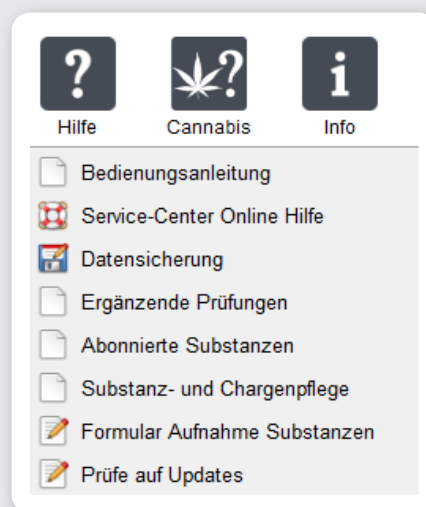 ?
?
i
Hilfe
Cannabis
Info
Bedienungsanleitung
Service-Center Online Hilfe
Datensicherung
Ergänzende Prüfungen
Abonnierte Substanzen
Substanz- und Chargenpflege
Formular Aufnahme Substanzen
Prüfe auf Updates